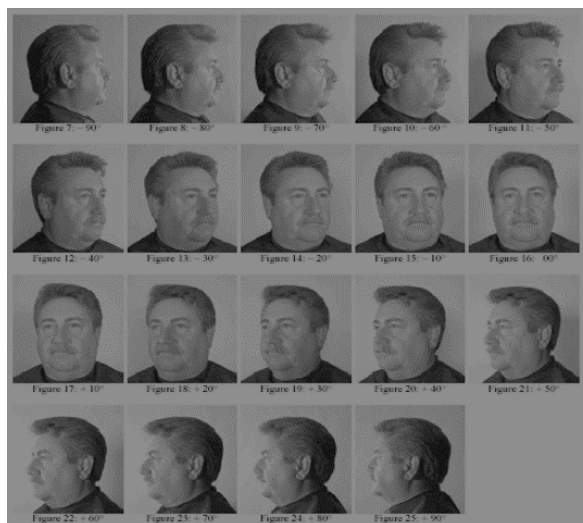 Figure 7: − 90° Figure 8: − 80° Figure 9: − 70° Figure 10: − 60° Figure 11: − 50°
Figure 12: − 40° Figure 13: − 30° Figure 14: − 20° Figure 15: − 10° Figure 16: 00°
Figure 17: + 10° Figure 18: + 20° Figure 19: + 30° Figure 20: + 40° Figure 21: + 50°
Figure 22: + 60° Figure 23: + 70° Figure 24: + 80° Figure 25: + 90°